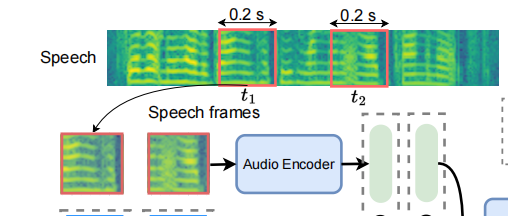 0.2 s 0.2 s
Speech
t₁ t₂
Speech frames
Audio Encoder